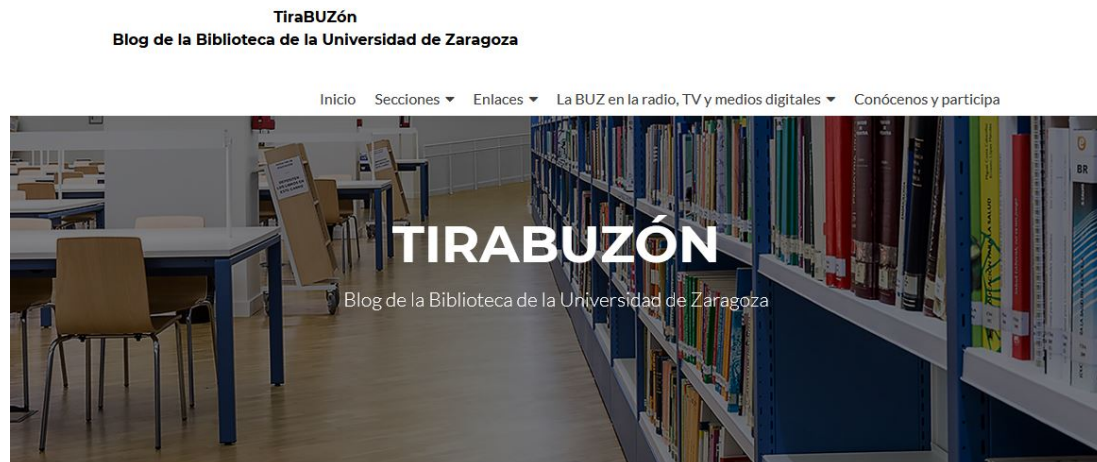 TiraBUZón
Blog de la Biblioteca de la Universidad de Zaragoza
Inicio Secciones Enlaces La BUZ en la radio, TV y medios digitales Conócenos y participa
TIRABUZÓN
Blog de la Biblioteca de la Universidad de Zaragoza
BR